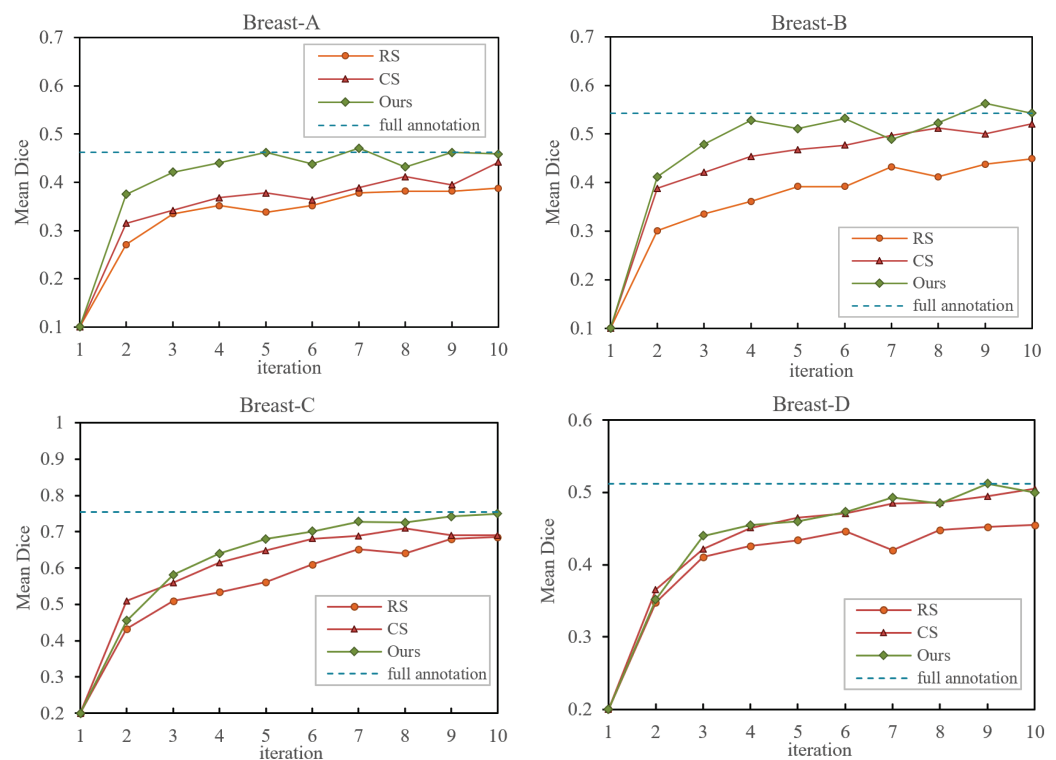 Breast-A
0.7
0.6
0.5
0.4
0.3
0.2
0.1
Mean Dice
RS
CS
Ours
full annotation
1 2 3 4 5 6 7 8 9 10
iteration
Breast-B
0.7
0.6
0.5
0.4
0.3
0.2
0.1
Mean Dice
RS
CS
Ours
full annotation
1 2 3 4 5 6 7 8 9 10
iteration
Breast-C
1
0.9
0.8
0.7
0.6
0.5
0.4
0.3
0.2
Mean Dice
RS
CS
Ours
full annotation
1 2 3 4 5 6 7 8 9 10
iteration
Breast-D
0.6
0.5
0.4
0.3
0.2
Mean Dice
RS
CS
Ours
full annotation
1 2 3 4 5 6 7 8 9 10
iteration